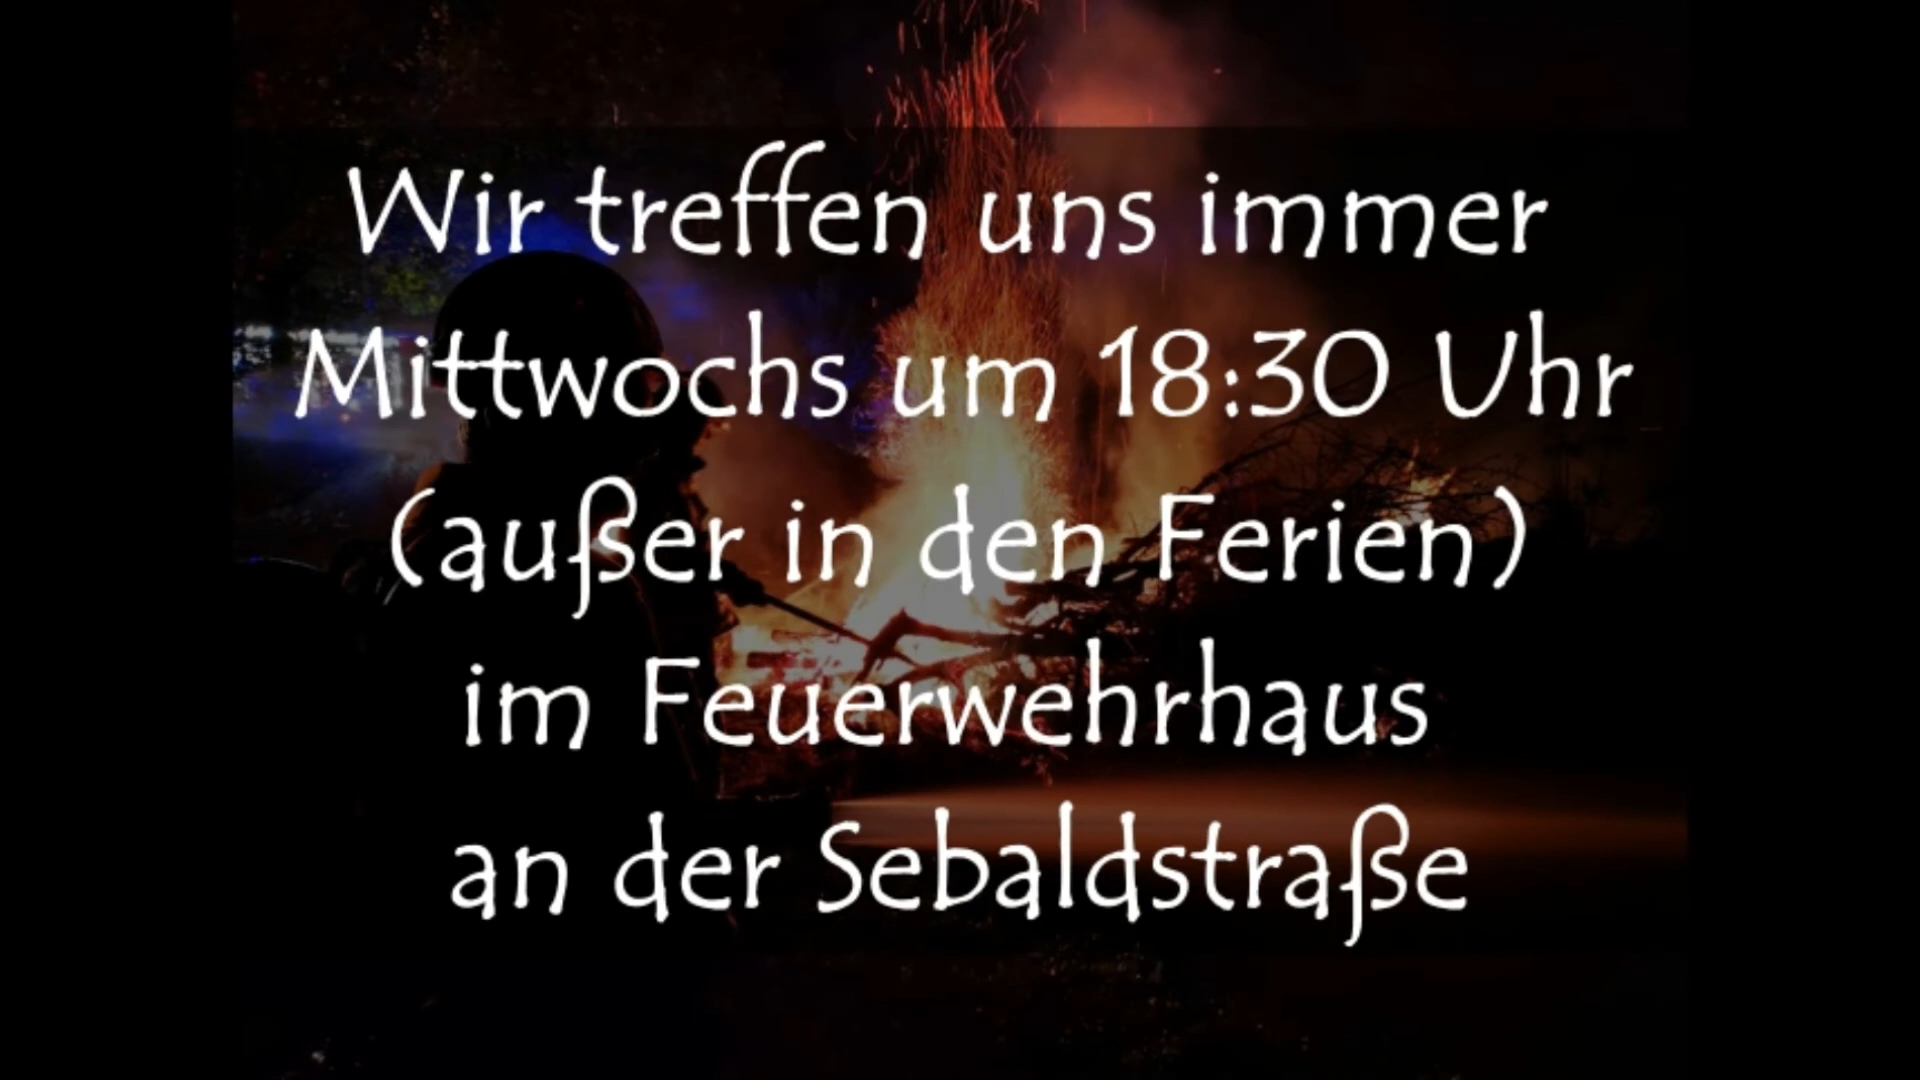 Wir treffen uns immer
Mittwochs um 18:30 Uhr
(außer in den Ferien)
im Feuerwehrhaus
an der Sebaldstraße